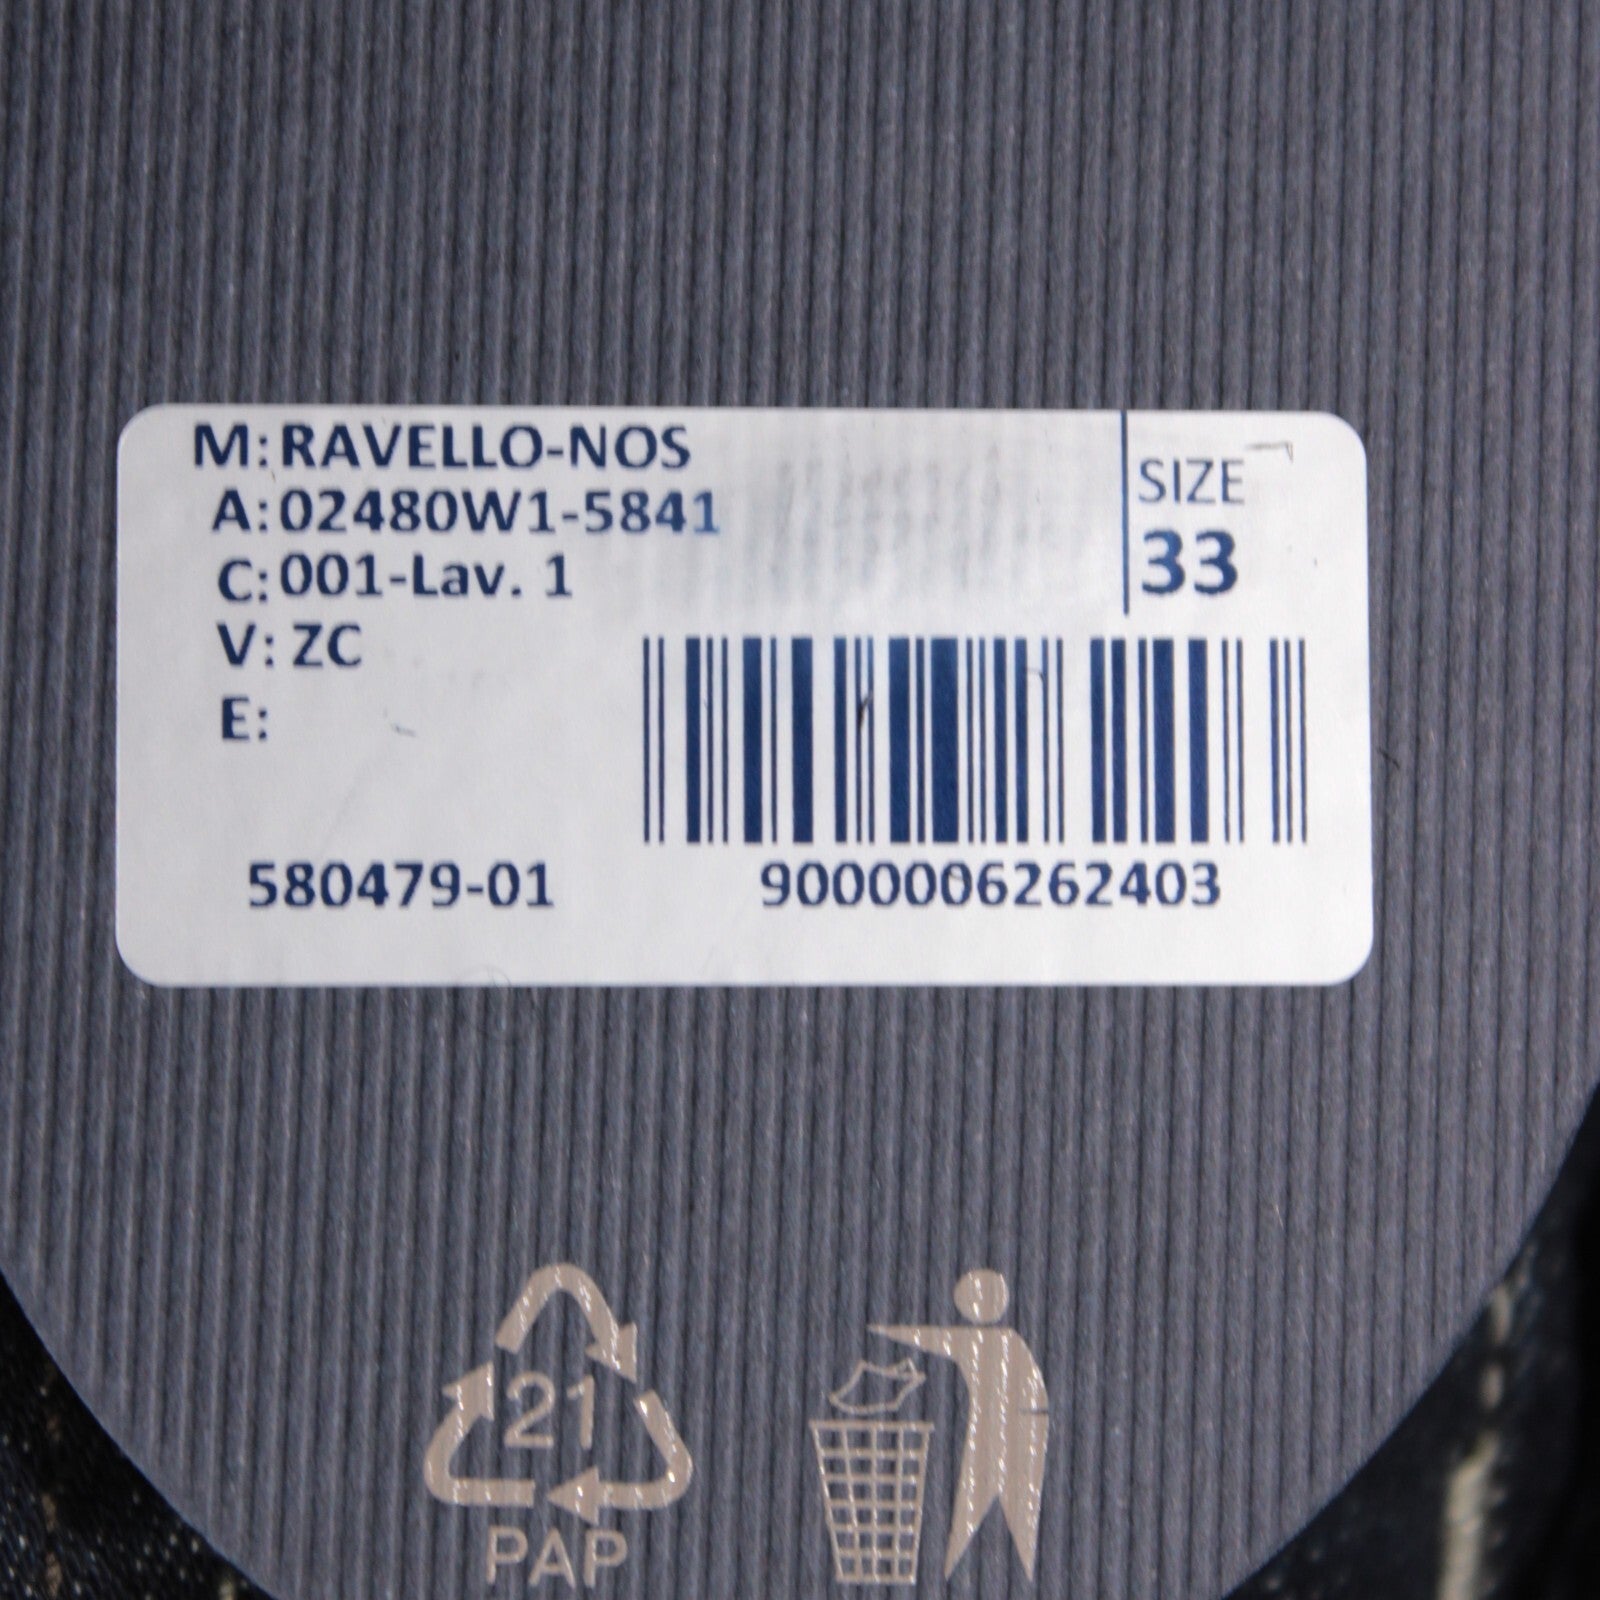 M: RAVELLO-NOS
A: 02480W1-5841
C: 001-Lav. 1
V: ZC
E:
SIZE
33
580479-01
9000006262403
21
PAP